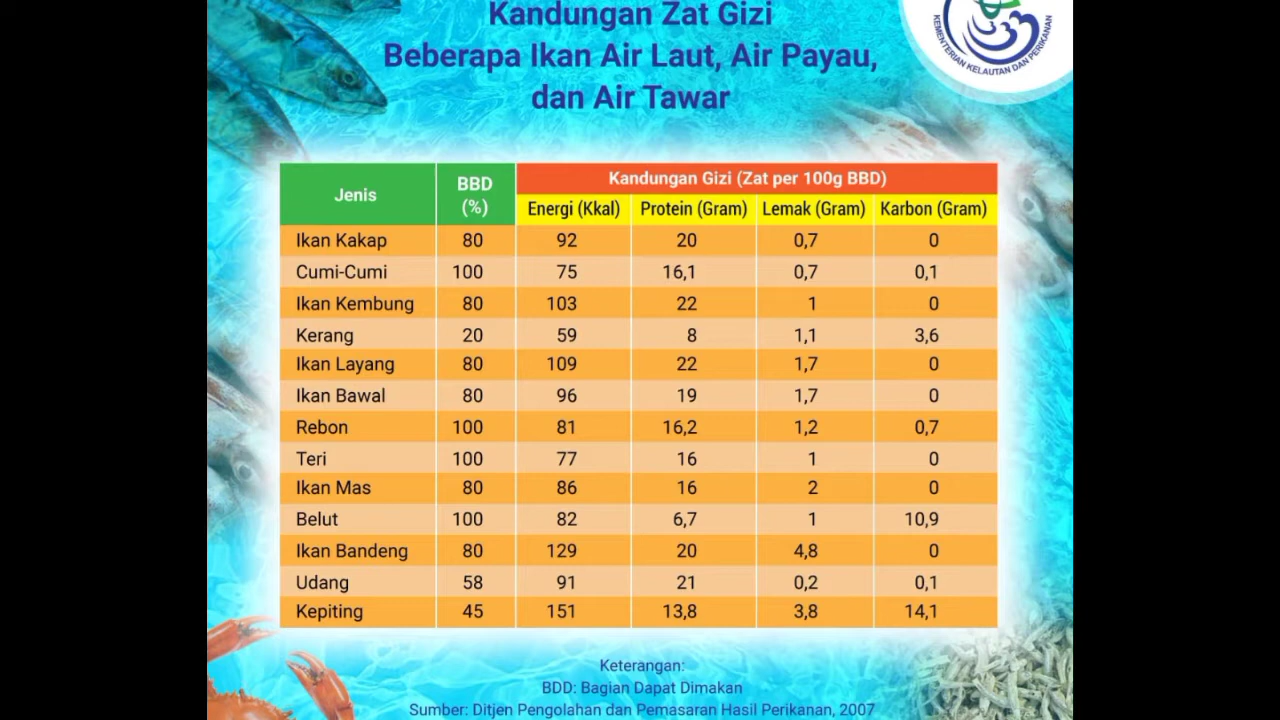 Kandungan Zat Gizi
Beberapa Ikan Air Laut, Air Payau,
dan Air Tawar
KEMENTERIAN KELAUTAN DAN PERIKANAN
Jenis BBD (%) Kandungan Gizi (Zat per 100g BBD)
Energi (Kkal) Protein (Gram) Lemak (Gram) Karbon (Gram)
Ikan Kakap 80 92 20 0,7 0
Cumi-Cumi 100 75 16,1 0,7 0,1
Ikan Kembung 80 103 22 1 0
Kerang 20 59 8 1,1 3,6
Ikan Layang 80 109 22 1,7 0
Ikan Bawal 80 96 19 1,7 0
Rebon 100 81 16,2 1,2 0,7
Teri 100 77 16 1 0
Ikan Mas 80 86 16 2 0
Belut 100 82 6,7 1 10,9
Ikan Bandeng 80 129 20 4,8 0
Udang 58 91 21 0,2 0,1
Kepiting 45 151 13,8 3,8 14,1
Keterangan:
BDD: Bagian Dapat Dimakan
Sumber: Ditjen Pengolahan dan Pemasaran Hasil Perikanan, 2007